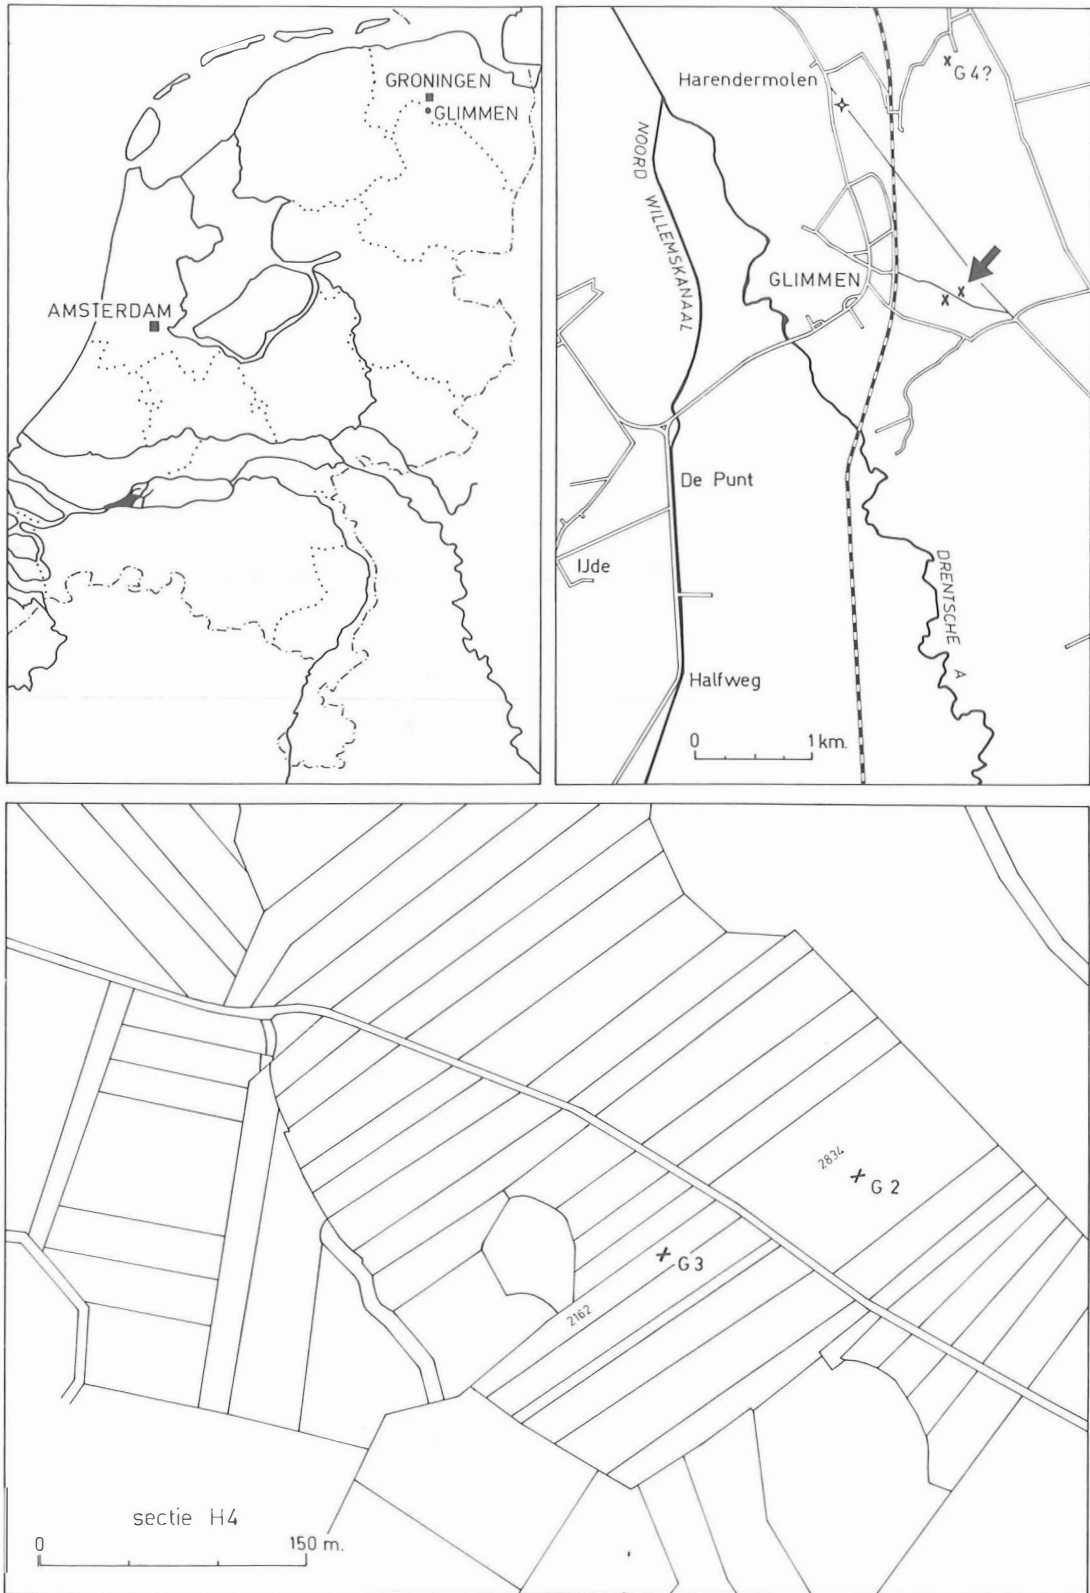 GRONINGEN
GLIMMEN
AMSTERDAM
Harendermolen
G4?
NOORD WILLEMSKANAAL
GLIMMEN
De Punt
IJde
DRENTSCHE A
Halfweg
0 1 km.
2834
G 2
G 3
2162
sectie H4
0 150 m.